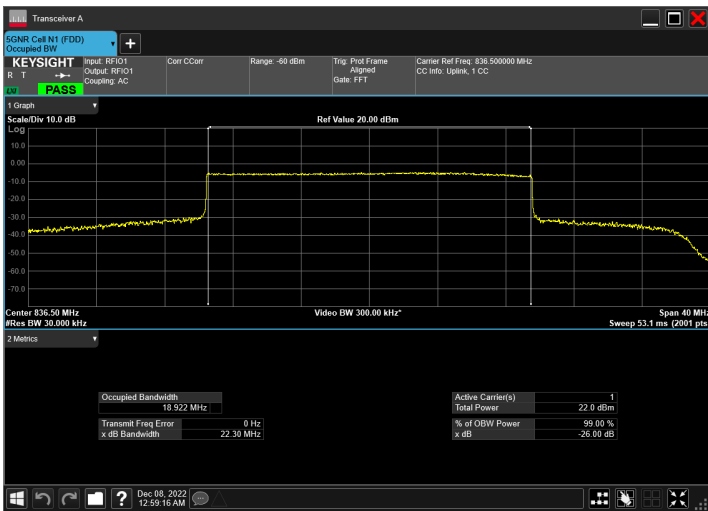 Transceiver A
5GNR Cell N1 (FDD)
Occupied BW
KEYSIGHT
R T
PASS
Input: RFIO1
Output: RFIO1
Coupling: AC
Corr CCorr
Range: -60 dBm
Trig: Prot Frame
Aligned
Gate: FFT
Carrier Ref Freq: 836.500000 MHz
CC Info: Uplink, 1 CC
1 Graph
Scale/Div 10.0 dB
Ref Value 20.00 dBm
Log
10.0
0.00
-10.0
-20.0
-30.0
-40.0
-50.0
-60.0
-70.0
Center 836.50 MHz
Video BW 300.00 kHz*
Span 40 MHz
#Res BW 30.000 kHz
Sweep 53.1 ms (2001 pts
2 Metrics
Occupied Bandwidth
18.922 MHz
Transmit Freq Error 0 Hz
x dB Bandwidth 22.30 MHz
Active Carrier(s) 1
Total Power 22.0 dBm
% of OBW Power 99.00 %
x dB -26.00 dB
?
Dec 08, 2022
12:59:16 AM